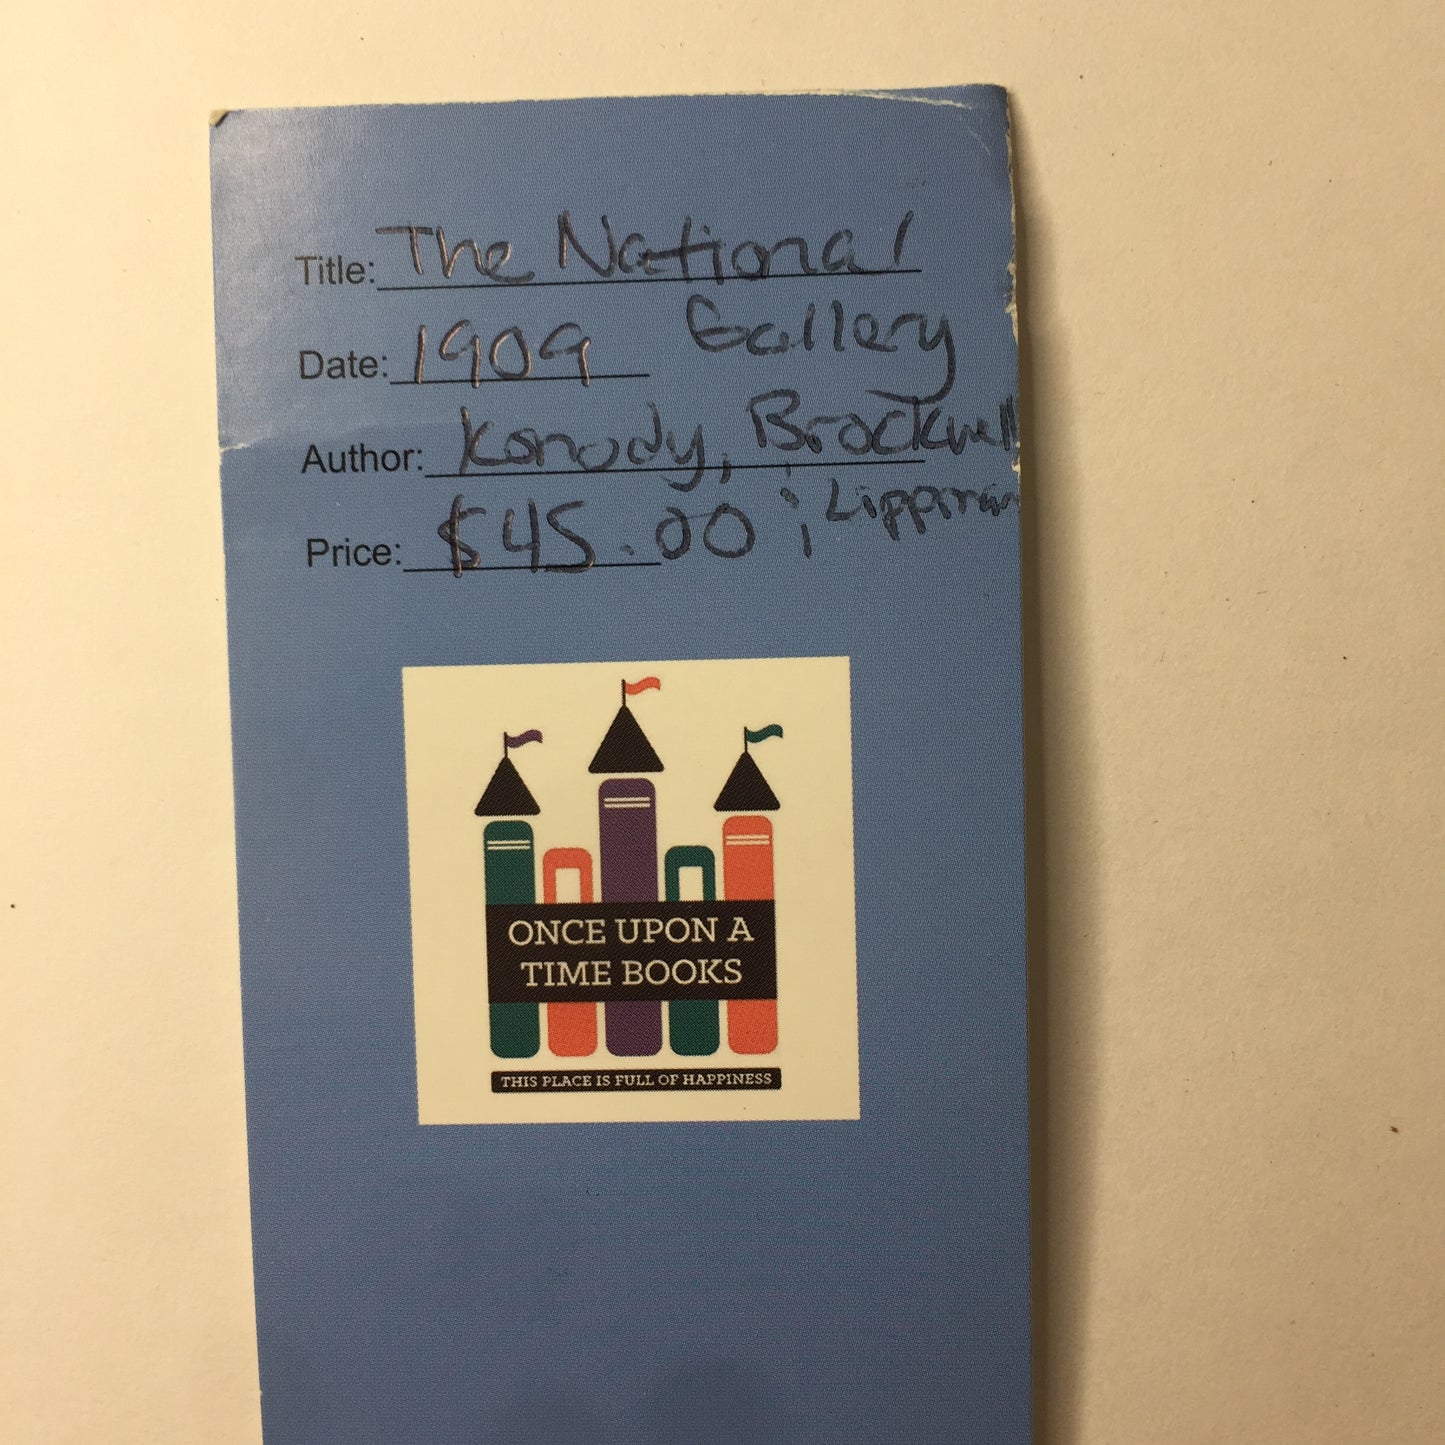 Title: The National
Gallery
Date: 1909
Author: Konody, Brockwell
; Lippman
Price: $45.00
ONCE UPON A
TIME BOOKS
THIS PLACE IS FULL OF HAPPINESS